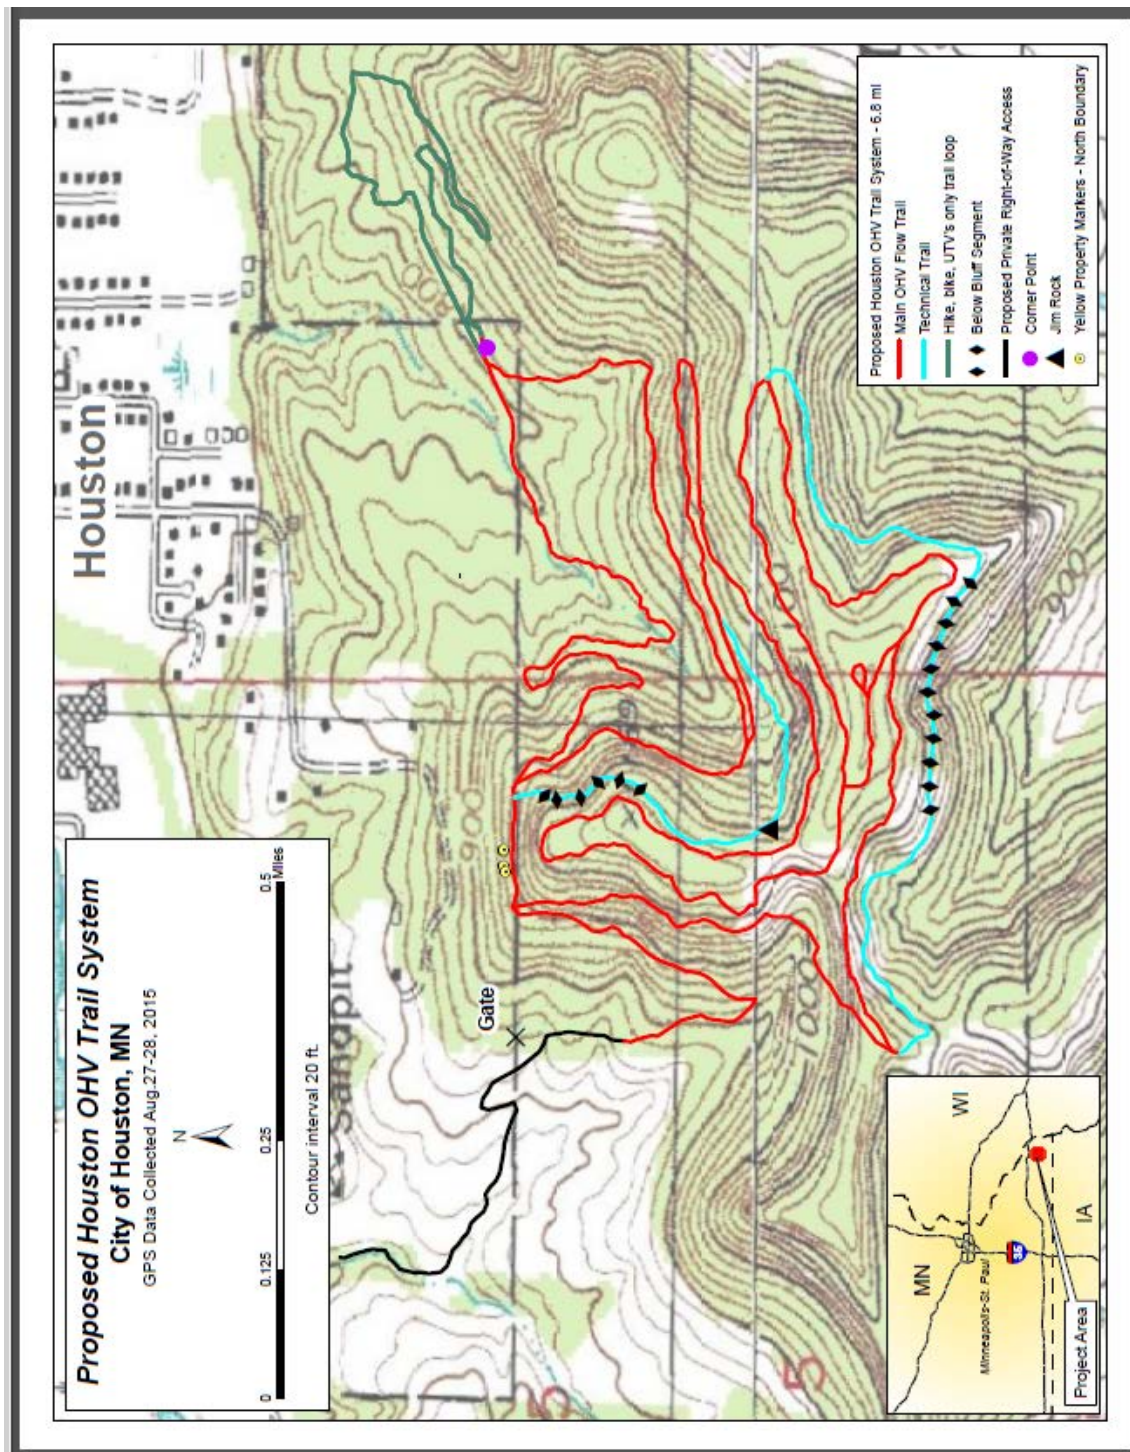 Proposed Houston OHV Trail System
City of Houston, MN
GPS Data Collected Aug.27-28, 2015
N
0
0.125
0.25
0.5
Miles
Contour interval 20 ft.
Houston
Gate
Sandpit
900
800
900
1000
5
Proposed Houston OHV Trail System - 6.8 mi
Main OHV Flow Trail
Technical Trail
Hike, bike, UTV's only trail loop
Below Bluff Segment
Proposed Private Right-of-Way Access
Corner Point
Jim Rock
Yellow Property Markers - North Boundary
MN
WI
Minneapolis-St. Paul
35
IA
Project Area